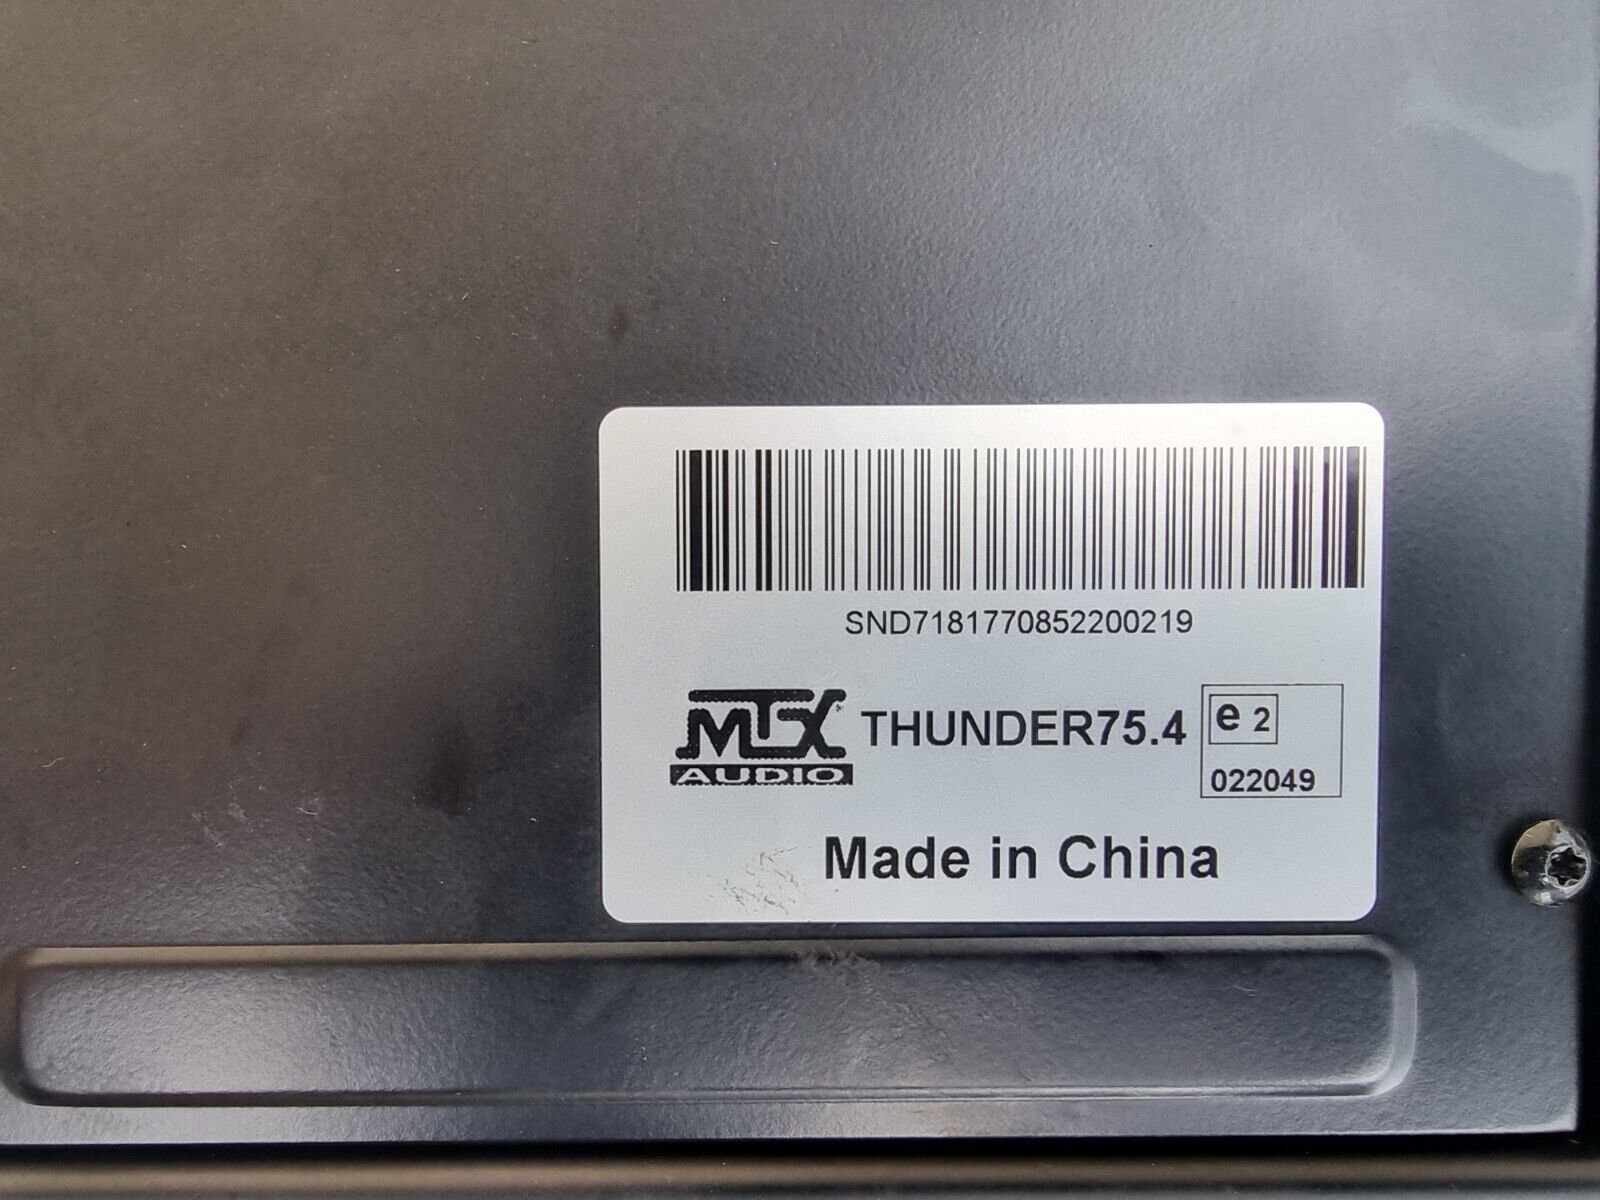 SND7181770852200219
MTX
AUDIO
THUNDER75.4
e 2
022049
Made in China